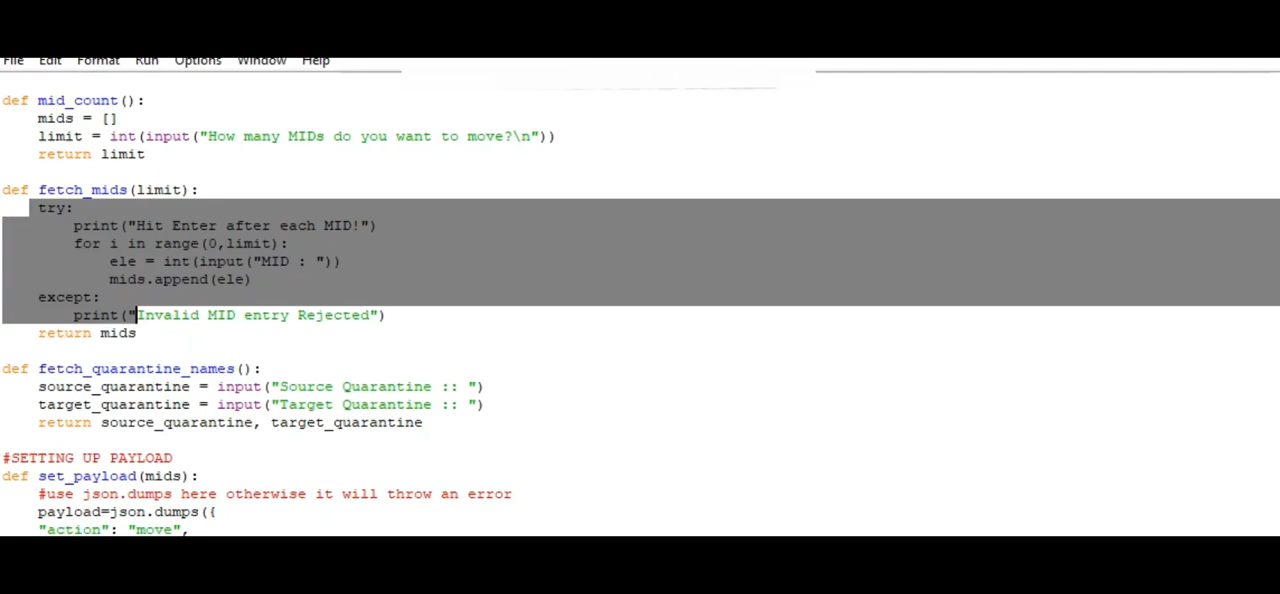 File Edit Format Run Options Window Help
def mid_count():
    mids = []
    limit = int(input("How many MIDs do you want to move?\n"))
    return limit
def fetch_mids(limit):
    try:
        print("Hit Enter after each MID!")
        for i in range(0,limit):
            ele = int(input("MID : "))
            mids.append(ele)
    except:
        print("Invalid MID entry Rejected")
    return mids
def fetch_quarantine_names():
    source_quarantine = input("Source Quarantine :: ")
    target_quarantine = input("Target Quarantine :: ")
    return source_quarantine, target_quarantine
#SETTING UP PAYLOAD
def set_payload(mids):
    #use json.dumps here otherwise it will throw an error
    payload=json.dumps({
    "action": "move",